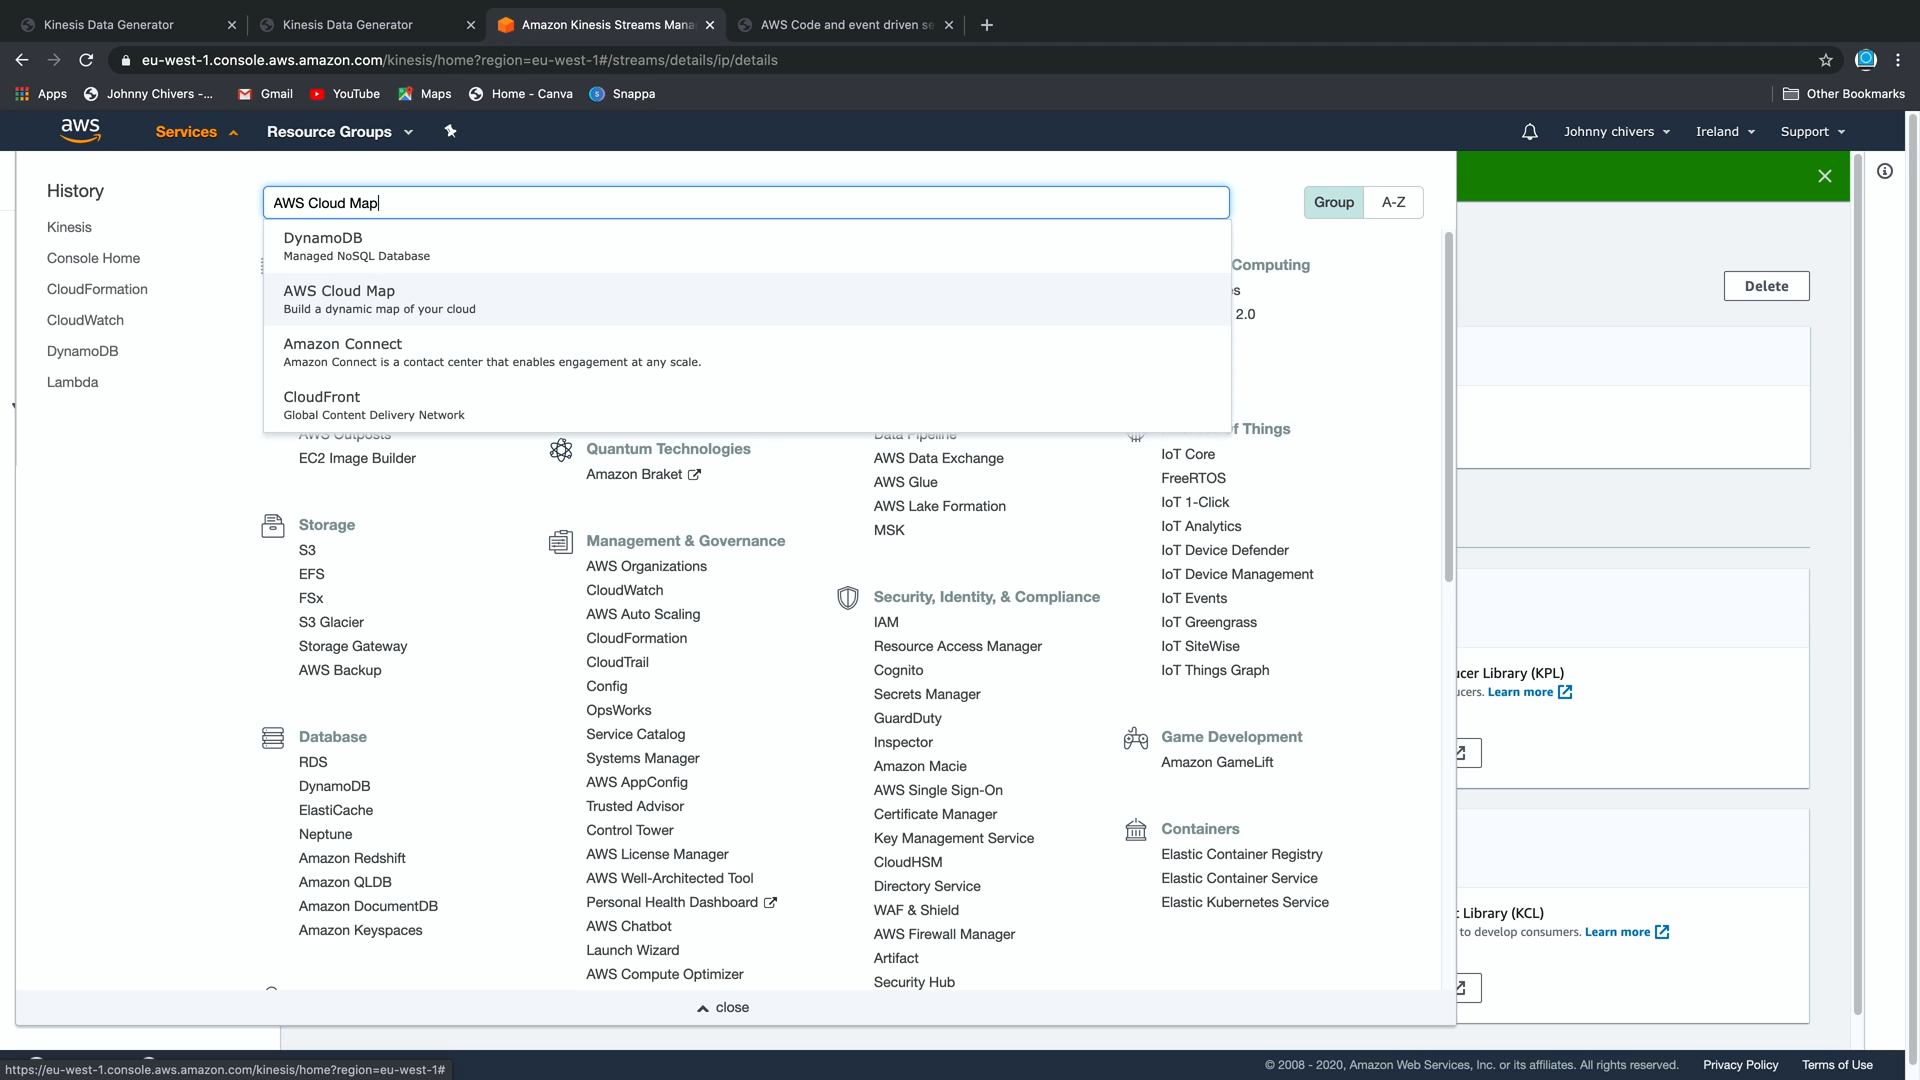 Kinesis Data Generator
Kinesis Data Generator
Amazon Kinesis Streams Mana
AWS Code and event driven se
eu-west-1.console.aws.amazon.com/kinesis/home?region=eu-west-1#/streams/details/ip/details
Apps
Johnny Chivers -...
Gmail
YouTube
Maps
Home - Canva
Snappa
Other Bookmarks
aws
Services
Resource Groups
Johnny chivers
Ireland
Support
History
Kinesis
Console Home
CloudFormation
CloudWatch
DynamoDB
Lambda
AWS Cloud Map
Group
A-Z
DynamoDB
Managed NoSQL Database
AWS Cloud Map
Build a dynamic map of your cloud
Amazon Connect
Amazon Connect is a contact center that enables engagement at any scale.
CloudFront
Global Content Delivery Network
AWS Outposts
EC2 Image Builder
Storage
S3
EFS
FSx
S3 Glacier
Storage Gateway
AWS Backup
Database
RDS
DynamoDB
ElastiCache
Neptune
Amazon Redshift
Amazon QLDB
Amazon DocumentDB
Amazon Keyspaces
Quantum Technologies
Amazon Braket
Management & Governance
AWS Organizations
CloudWatch
AWS Auto Scaling
CloudFormation
CloudTrail
Config
OpsWorks
Service Catalog
Systems Manager
AWS AppConfig
Trusted Advisor
Control Tower
AWS License Manager
AWS Well-Architected Tool
Personal Health Dashboard
AWS Chatbot
Launch Wizard
AWS Compute Optimizer
Data Pipeline
AWS Data Exchange
AWS Glue
AWS Lake Formation
MSK
Security, Identity, & Compliance
IAM
Resource Access Manager
Cognito
Secrets Manager
GuardDuty
Inspector
Amazon Macie
AWS Single Sign-On
Certificate Manager
Key Management Service
CloudHSM
Directory Service
WAF & Shield
AWS Firewall Manager
Artifact
Security Hub
Computing
s
2.0
f Things
IoT Core
FreeRTOS
IoT 1-Click
IoT Analytics
IoT Device Defender
IoT Device Management
IoT Events
IoT Greengrass
IoT SiteWise
IoT Things Graph
Game Development
Amazon GameLift
Containers
Elastic Container Registry
Elastic Container Service
Elastic Kubernetes Service
close
Delete
ucer Library (KPL)
ucers. Learn more
t Library (KCL)
to develop consumers. Learn more
https://eu-west-1.console.aws.amazon.com/kinesis/home?region=eu-west-1#
© 2008 - 2020, Amazon Web Services, Inc. or its affiliates. All rights reserved.
Privacy Policy
Terms of Use